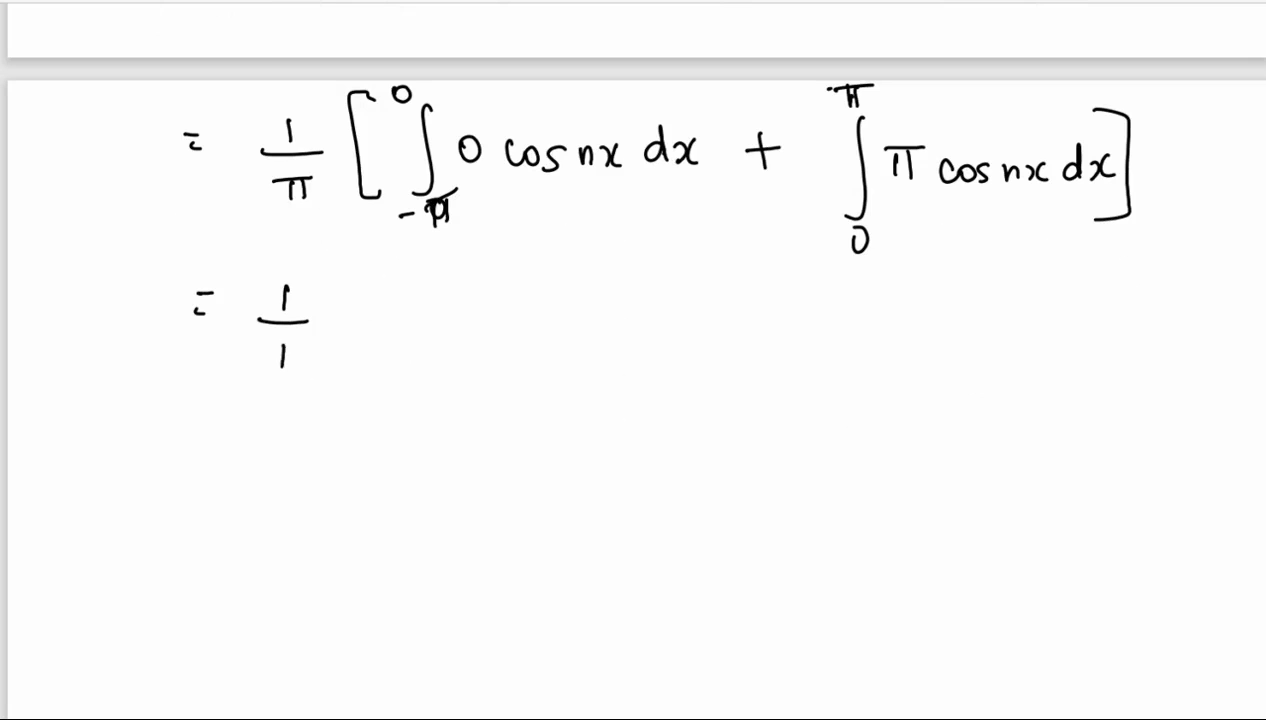 = 1/π [ ∫_{-π}^{0} 0 cos nx dx + ∫_{0}^{π} π cos nx dx ]
= 1/1